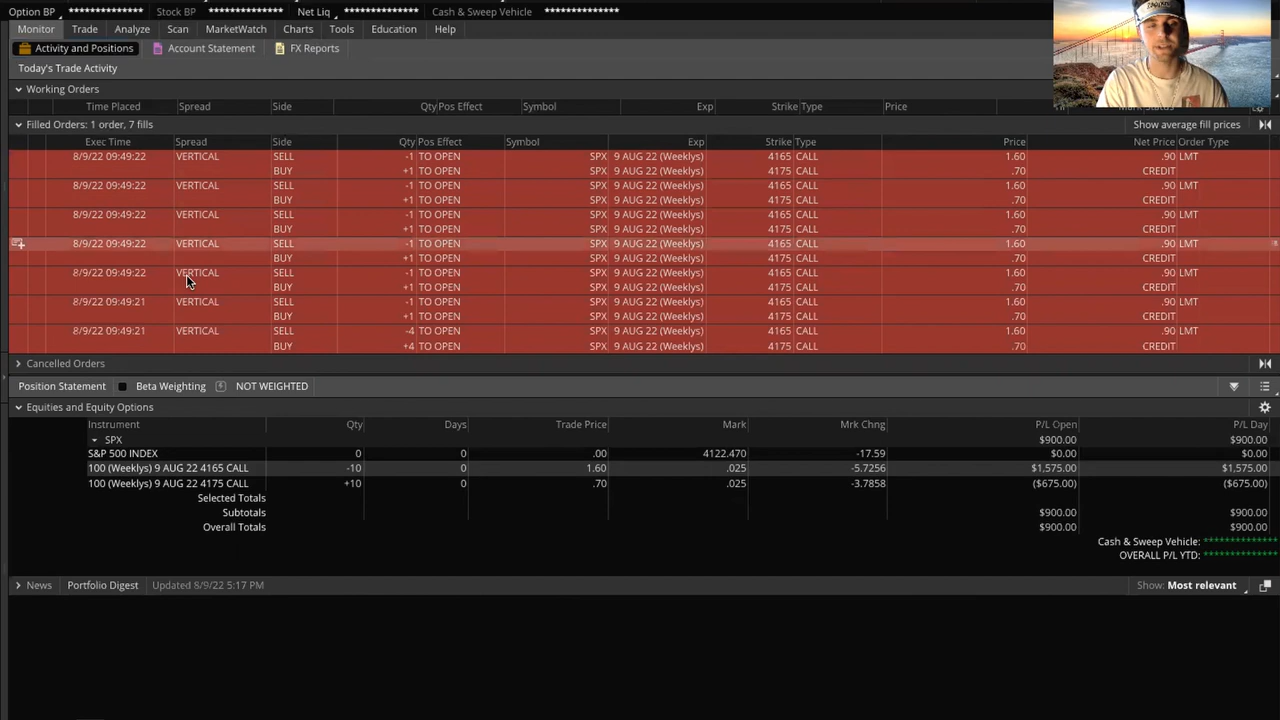 Option BP ************** Stock BP ************** Net Liq ************** Cash & Sweep Vehicle **************
Monitor Trade Analyze Scan MarketWatch Charts Tools Education Help
Activity and Positions Account Statement FX Reports
Today's Trade Activity
Working Orders
Time Placed Spread Side Qty Pos Effect Symbol Exp Strike Type Price Mark Status
Filled Orders: 1 order, 7 fills Show average fill prices
Exec Time Spread Side Qty Pos Effect Symbol Exp Strike Type Price Net Price Order Type
8/9/22 09:49:22 VERTICAL SELL -1 TO OPEN SPX 9 AUG 22 (Weeklys) 4165 CALL 1.60 .90 LMT
BUY +1 TO OPEN SPX 9 AUG 22 (Weeklys) 4175 CALL .70 CREDIT
8/9/22 09:49:22 VERTICAL SELL -1 TO OPEN SPX 9 AUG 22 (Weeklys) 4165 CALL 1.60 .90 LMT
BUY +1 TO OPEN SPX 9 AUG 22 (Weeklys) 4175 CALL .70 CREDIT
8/9/22 09:49:22 VERTICAL SELL -1 TO OPEN SPX 9 AUG 22 (Weeklys) 4165 CALL 1.60 .90 LMT
BUY +1 TO OPEN SPX 9 AUG 22 (Weeklys) 4175 CALL .70 CREDIT
8/9/22 09:49:22 VERTICAL SELL -1 TO OPEN SPX 9 AUG 22 (Weeklys) 4165 CALL 1.60 .90 LMT
BUY +1 TO OPEN SPX 9 AUG 22 (Weeklys) 4175 CALL .70 CREDIT
8/9/22 09:49:22 VERTICAL SELL -1 TO OPEN SPX 9 AUG 22 (Weeklys) 4165 CALL 1.60 .90 LMT
BUY +1 TO OPEN SPX 9 AUG 22 (Weeklys) 4175 CALL .70 CREDIT
8/9/22 09:49:21 VERTICAL SELL -1 TO OPEN SPX 9 AUG 22 (Weeklys) 4165 CALL 1.60 .90 LMT
BUY +1 TO OPEN SPX 9 AUG 22 (Weeklys) 4175 CALL .70 CREDIT
8/9/22 09:49:21 VERTICAL SELL -4 TO OPEN SPX 9 AUG 22 (Weeklys) 4165 CALL 1.60 .90 LMT
BUY +4 TO OPEN SPX 9 AUG 22 (Weeklys) 4175 CALL .70 CREDIT
Cancelled Orders
Position Statement Beta Weighting NOT WEIGHTED
Equities and Equity Options
Instrument Qty Days Trade Price Mark Mrk Chng P/L Open P/L Day
SPX $900.00 $900.00
S&P 500 INDEX 0 0 .00 4122.470 -17.59 $0.00 $0.00
100 (Weeklys) 9 AUG 22 4165 CALL -10 0 1.60 .025 -5.7256 $1,575.00 $1,575.00
100 (Weeklys) 9 AUG 22 4175 CALL +10 0 .70 .025 -3.7858 ($675.00) ($675.00)
Selected Totals
Subtotals $900.00 $900.00
Overall Totals $900.00 $900.00
Cash & Sweep Vehicle: **************
OVERALL P/L YTD: **************
News Portfolio Digest Updated 8/9/22 5:17 PM Show: Most relevant